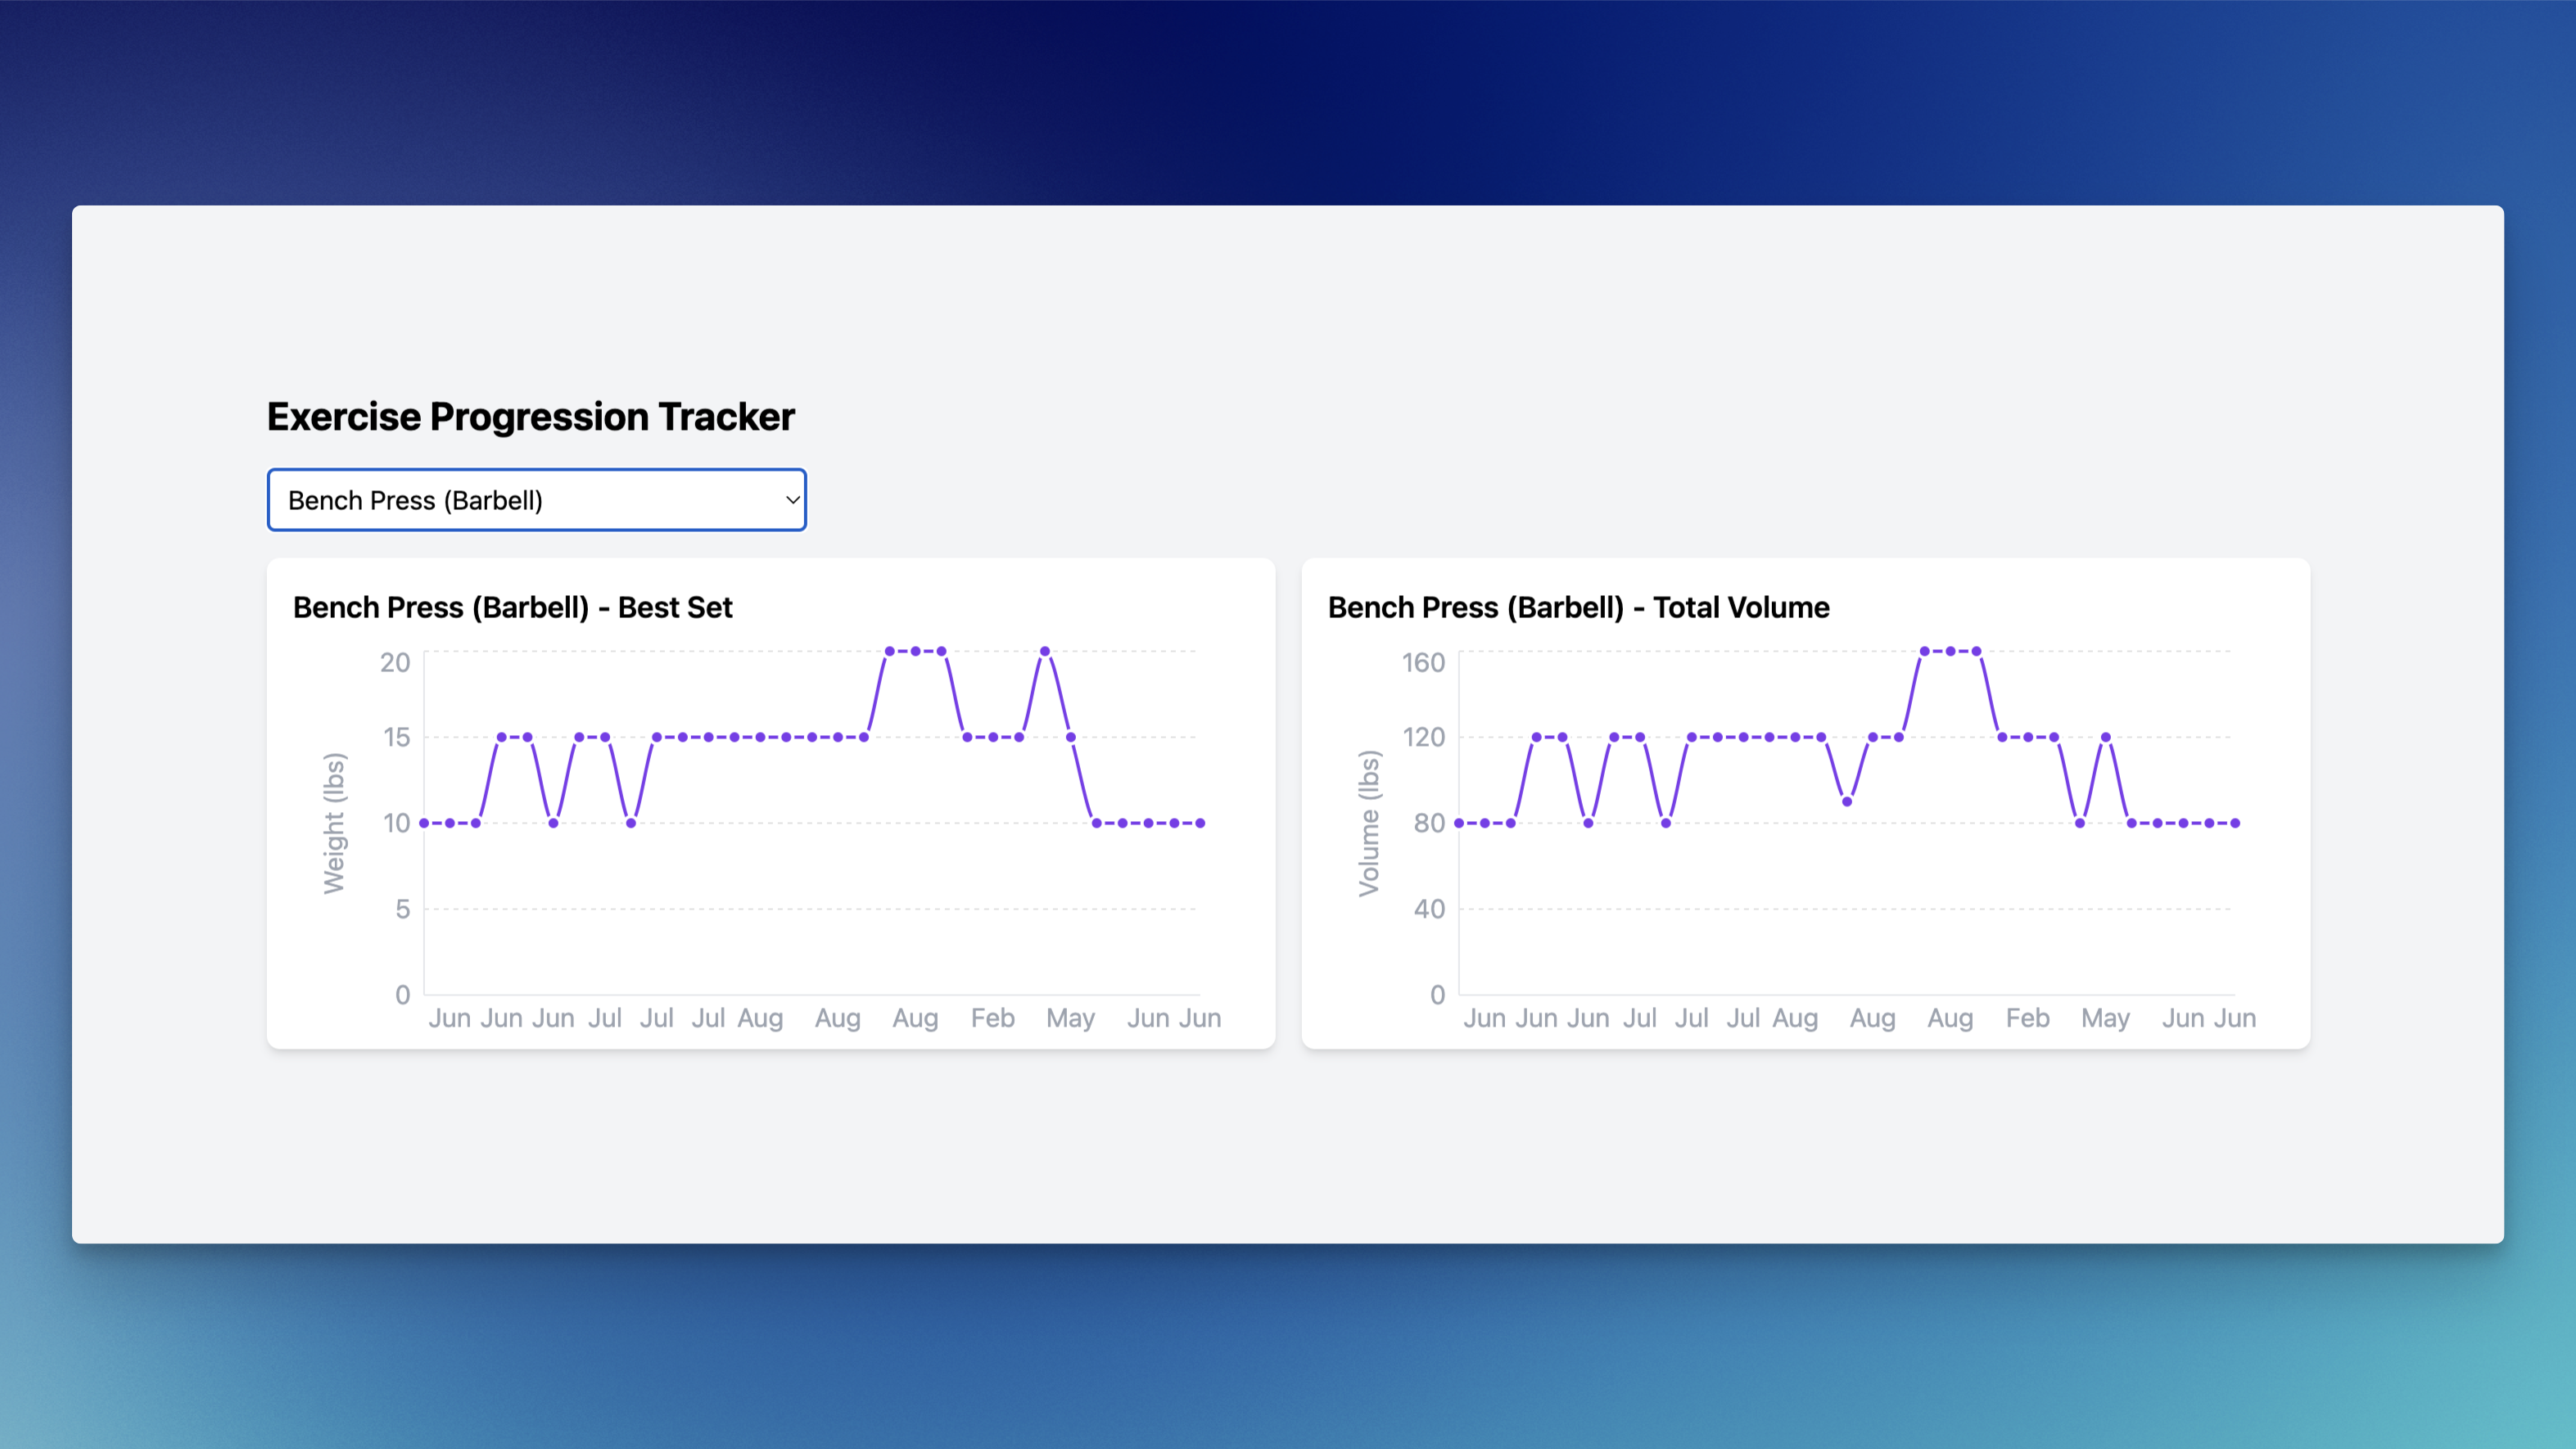 Exercise Progression Tracker
Bench Press (Barbell)
Bench Press (Barbell) - Best Set
20
15
10
5
0
Weight (lbs)
Jun Jun Jun Jul Jul Jul Aug Aug Aug Feb May Jun Jun
Bench Press (Barbell) - Total Volume
160
120
80
40
0
Volume (lbs)
Jun Jun Jun Jul Jul Jul Aug Aug Aug Feb May Jun Jun